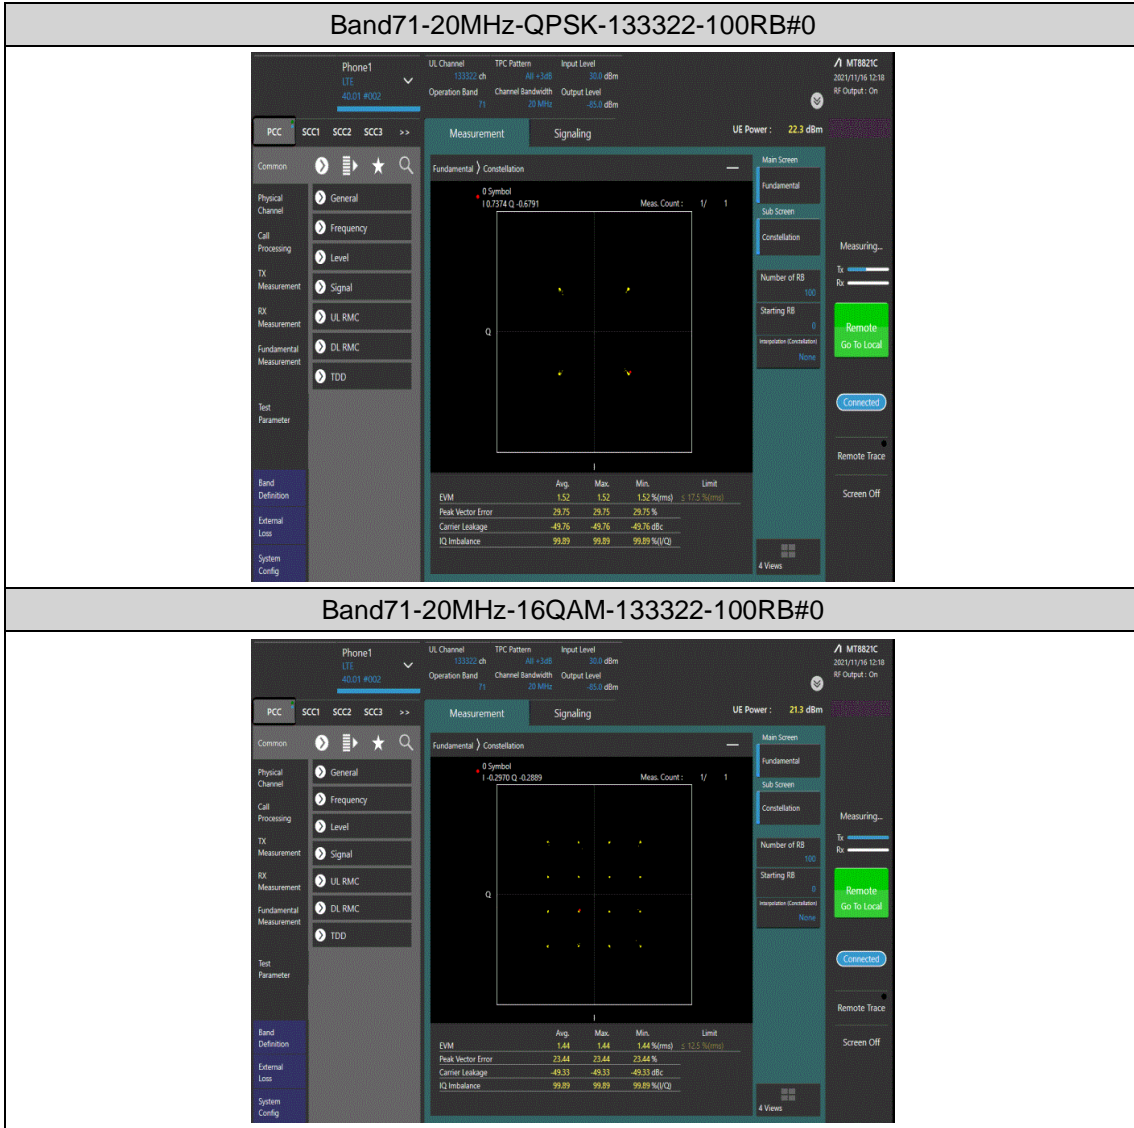 Band71-20MHz-QPSK-133322-100RB#0
Phone1
LTE
40.01 #002
UL Channel TPC Pattern Input Level
133322 ch All +3dB 30.0 dBm
Operation Band Channel Bandwidth Output Level
71 20 MHz -85.0 dBm
MT8821C
2021/11/16 12:18
RF Output : On
PCC SCC1 SCC2 SCC3 >>
Measurement Signaling
UE Power : 22.3 dBm
Common
Physical Channel
Call Processing
TX Measurement
RX Measurement
Fundamental Measurement
Test Parameter
Band Definition
External Loss
System Config
General
Frequency
Level
Signal
UL RMC
DL RMC
TDD
Fundamental > Constellation
0 Symbol
I 0.7374 Q -0.6791 Meas. Count : 1/ 1
Q
I
Avg. Max. Min. Limit
EVM 1.52 1.52 1.52 %(rms) ≤ 17.5 %(rms)
Peak Vector Error 29.75 29.75 29.75 %
Carrier Leakage -49.76 -49.76 -49.76 dBc
IQ Imbalance 99.89 99.89 99.89 %(I/Q)
Main Screen
Fundamental
Sub Screen
Constellation
Number of RB
100
Starting RB
0
Interpolation (Constellation)
None
4 Views
Measuring...
Tx
Rx
Remote
Go To Local
Connected
Remote Trace
Screen Off
Band71-20MHz-16QAM-133322-100RB#0
Phone1
LTE
40.01 #002
UL Channel TPC Pattern Input Level
133322 ch All +3dB 30.0 dBm
Operation Band Channel Bandwidth Output Level
71 20 MHz -85.0 dBm
MT8821C
2021/11/16 12:18
RF Output : On
PCC SCC1 SCC2 SCC3 >>
Measurement Signaling
UE Power : 21.3 dBm
Common
Physical Channel
Call Processing
TX Measurement
RX Measurement
Fundamental Measurement
Test Parameter
Band Definition
External Loss
System Config
General
Frequency
Level
Signal
UL RMC
DL RMC
TDD
Fundamental > Constellation
0 Symbol
I -0.2970 Q -0.2889 Meas. Count : 1/ 1
Q
I
Avg. Max. Min. Limit
EVM 1.44 1.44 1.44 %(rms) ≤ 12.5 %(rms)
Peak Vector Error 23.44 23.44 23.44 %
Carrier Leakage -49.33 -49.33 -49.33 dBc
IQ Imbalance 99.89 99.89 99.89 %(I/Q)
Main Screen
Fundamental
Sub Screen
Constellation
Number of RB
100
Starting RB
0
Interpolation (Constellation)
None
4 Views
Measuring...
Tx
Rx
Remote
Go To Local
Connected
Remote Trace
Screen Off